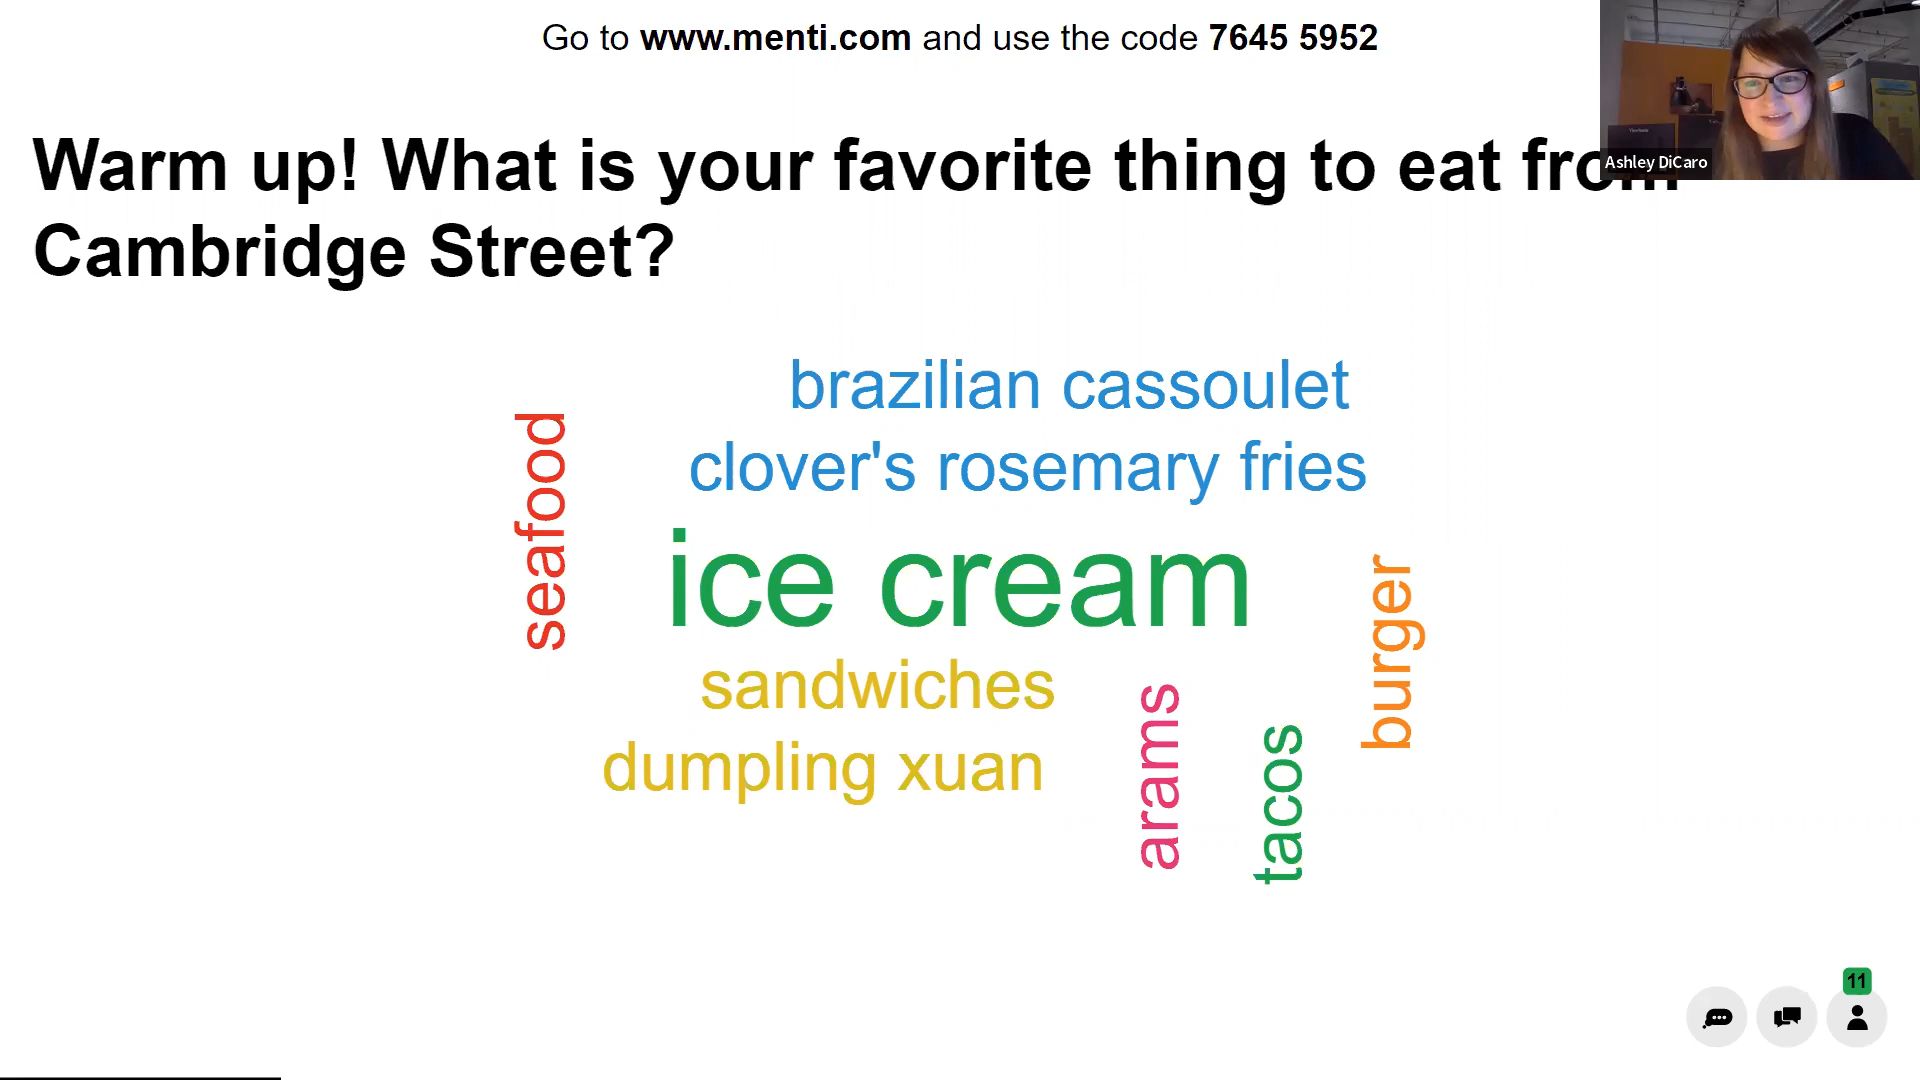 Go to www.menti.com and use the code 7645 5952
Warm up! What is your favorite thing to eat from
Cambridge Street?
Ashley DiCaro
brazilian cassoulet
clover's rosemary fries
seafood
ice cream
burger
sandwiches
arams
tacos
dumpling xuan
11